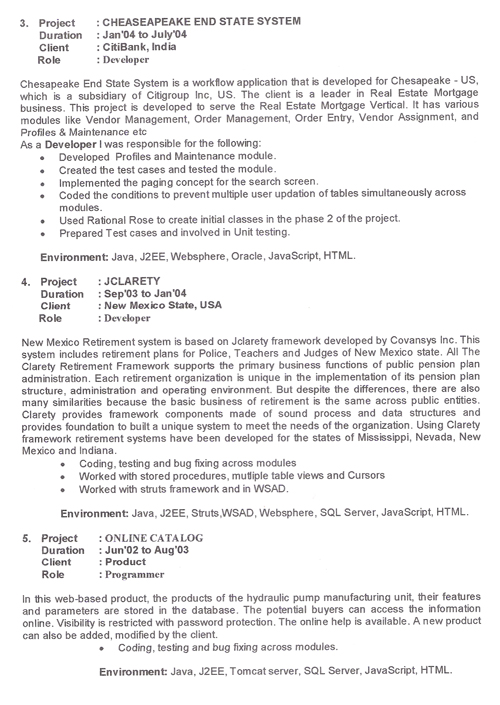 3. Project : CHEASEAPEAKE END STATE SYSTEM
Duration : Jan'04 to July'04
Client : CitiBank, India
Role : Developer
Chesapeake End State System is a workflow application that is developed for Chesapeake - US,
which is a subsidiary of Citigroup Inc, US. The client is a leader in Real Estate Mortgage
business. This project is developed to serve the Real Estate Mortgage Vertical. It has various
modules like Vendor Management, Order Management, Order Entry, Vendor Assignment, and
Profiles & Maintenance etc
As a Developer I was responsible for the following:
• Developed Profiles and Maintenance module.
• Created the test cases and tested the module.
• Implemented the paging concept for the search screen.
• Coded the conditions to prevent multiple user updation of tables simultaneously across
modules.
• Used Rational Rose to create initial classes in the phase 2 of the project.
• Prepared Test cases and involved in Unit testing.
Environment: Java, J2EE, Websphere, Oracle, JavaScript, HTML.
4. Project : JCLARETY
Duration : Sep'03 to Jan'04
Client : New Mexico State, USA
Role : Developer
New Mexico Retirement system is based on Jclarety framework developed by Covansys Inc. This
system includes retirement plans for Police, Teachers and Judges of New Mexico state. All The
Clarety Retirement Framework supports the primary business functions of public pension plan
administration. Each retirement organization is unique in the implementation of its pension plan
structure, administration and operating environment. But despite the differences, there are also
many similarities because the basic business of retirement is the same across public entities.
Clarety provides framework components made of sound process and data structures and
provides foundation to built a unique system to meet the needs of the organization. Using Clarety
framework retirement systems have been developed for the states of Mississippi, Nevada, New
Mexico and Indiana.
• Coding, testing and bug fixing across modules
• Worked with stored procedures, mutliple table views and Cursors
• Worked with struts framework and in WSAD.
Environment: Java, J2EE, Struts,WSAD, Websphere, SQL Server, JavaScript, HTML.
5. Project : ONLINE CATALOG
Duration : Jun'02 to Aug'03
Client : Product
Role : Programmer
In this web-based product, the products of the hydraulic pump manufacturing unit, their features
and parameters are stored in the database. The potential buyers can access the information
online. Visibility is restricted with password protection. The online help is available. A new product
can also be added, modified by the client.
• Coding, testing and bug fixing across modules.
Environment: Java, J2EE, Tomcat server, SQL Server, JavaScript, HTML.